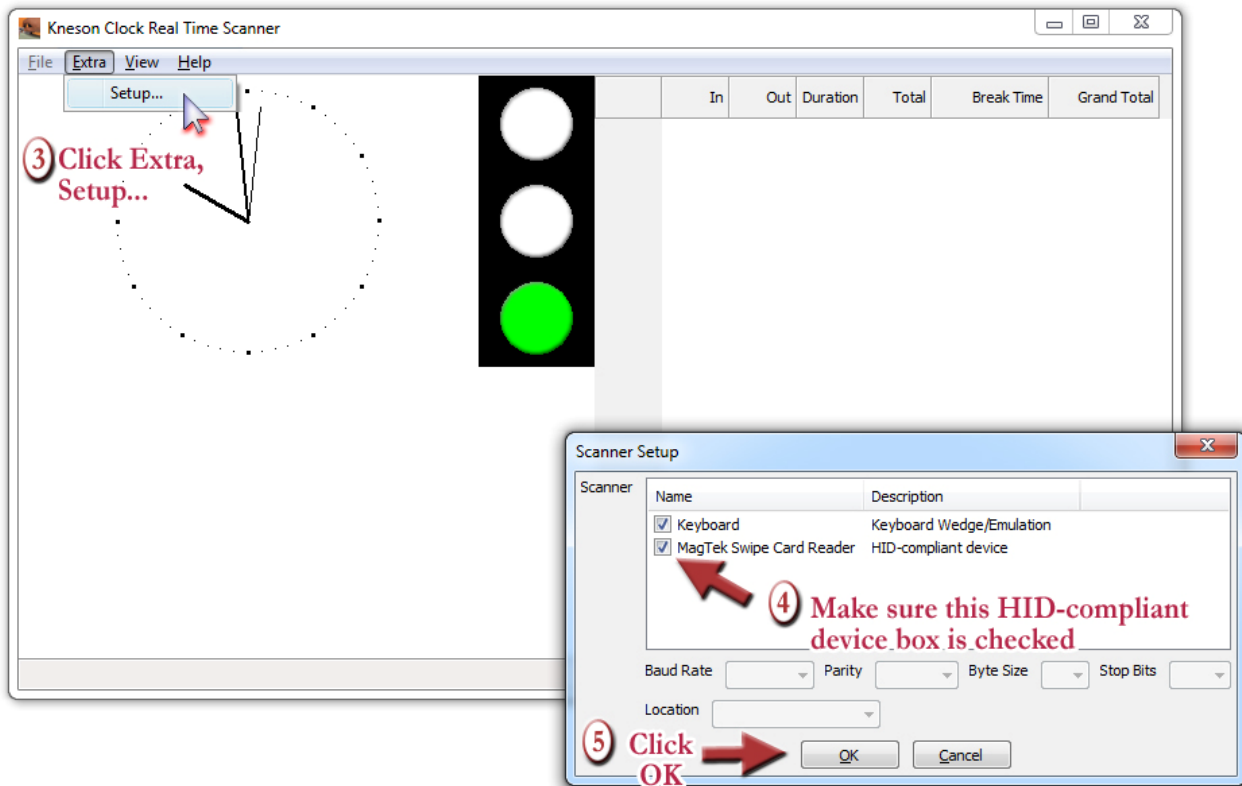 Kneson Clock Real Time Scanner
File Extra View Help
Setup...
In Out Duration Total Break Time Grand Total
3 Click Extra,
Setup...
Scanner Setup
Scanner
Name Description
Keyboard Keyboard Wedge/Emulation
MagTek Swipe Card Reader HID-compliant device
4 Make sure this HID-compliant
device box is checked
Baud Rate Parity Byte Size Stop Bits
Location
5 Click
OK
OK Cancel